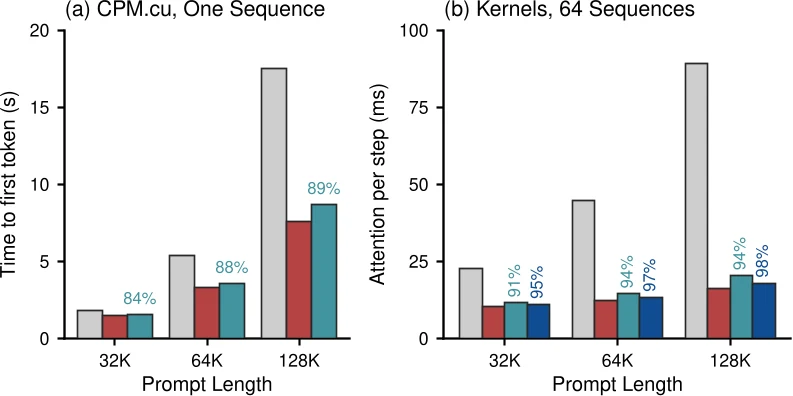 (a) CPM.cu, One Sequence
Time to first token (s)
20
15
10
5
0
84%
88%
89%
32K
64K
128K
Prompt Length
(b) Kernels, 64 Sequences
Attention per step (ms)
100
75
50
25
0
91%
95%
94%
97%
94%
98%
32K
64K
128K
Prompt Length